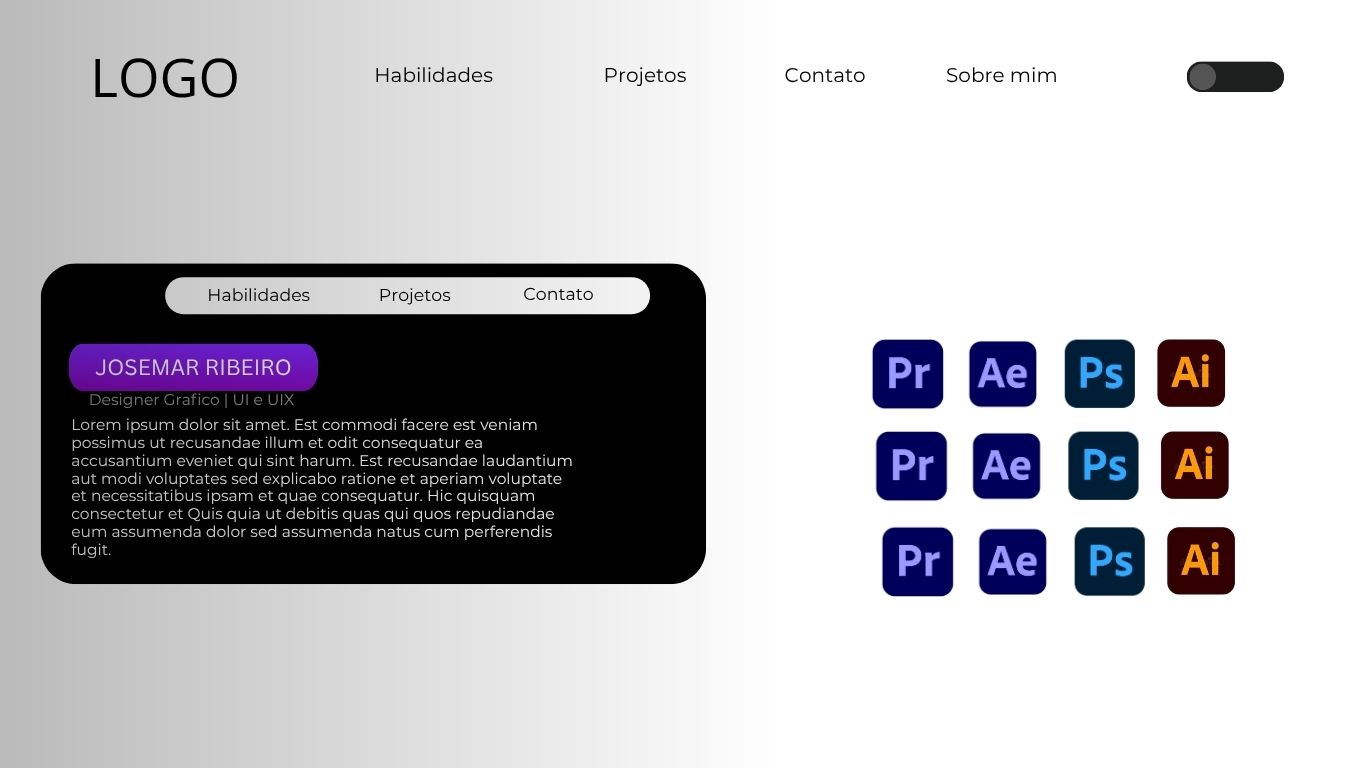 LOGO
Habilidades Projetos Contato Sobre mim
Habilidades Projetos Contato
JOSEMAR RIBEIRO
Designer Grafico | UI e UIX
Lorem ipsum dolor sit amet. Est commodi facere est veniam
possimus ut recusandae illum et odit consequatur ea
accusantium eveniet qui sint harum. Est recusandae laudantium
aut modi voluptates sed explicabo ratione et aperiam voluptate
et necessitatibus ipsam et quae consequatur. Hic quisquam
consectetur et Quis quia ut debitis quas qui quos repudiandae
eum assumenda dolor sed assumenda natus cum perferendis
fugit.
Pr Ae Ps Ai
Pr Ae Ps Ai
Pr Ae Ps Ai